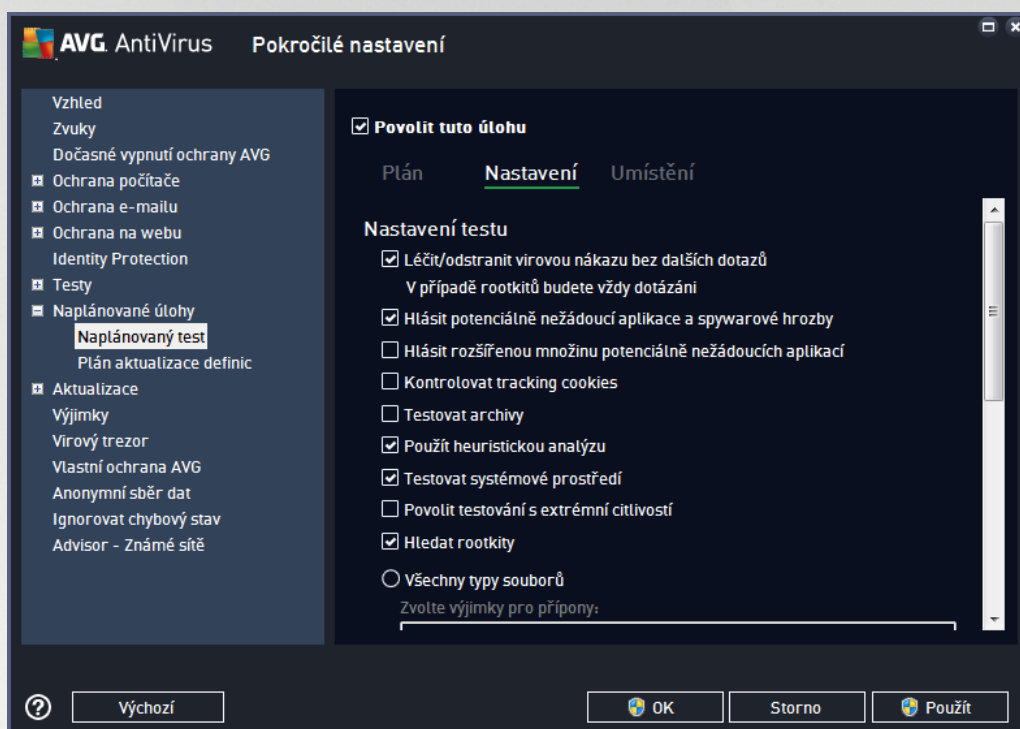 AVG. AntiVirus Pokročilé nastavení
Vzhled
Zvuky
Dočasné vypnutí ochrany AVG
Ochrana počítače
Ochrana e-mailu
Ochrana na webu
Identity Protection
Testy
Naplánované úlohy
Naplánovaný test
Plán aktualizace definic
Aktualizace
Výjimky
Virový trezor
Vlastní ochrana AVG
Anonymní sběr dat
Ignorovat chybový stav
Advisor - Známé sítě
Povolit tuto úlohu
Plán Nastavení Umístění
Nastavení testu
Léčit/odstranit virovou nákazu bez dalších dotazů
V případě rootkitů budete vždy dotázáni
Hlásit potenciálně nežádoucí aplikace a spywarové hrozby
Hlásit rozšířenou množinu potenciálně nežádoucích aplikací
Kontrolovat tracking cookies
Testovat archivy
Použít heuristickou analýzu
Testovat systémové prostředí
Povolit testování s extrémní citlivostí
Hledat rootkity
Všechny typy souborů
Zvolte výjimky pro přípony:
Výchozí OK Storno Použít